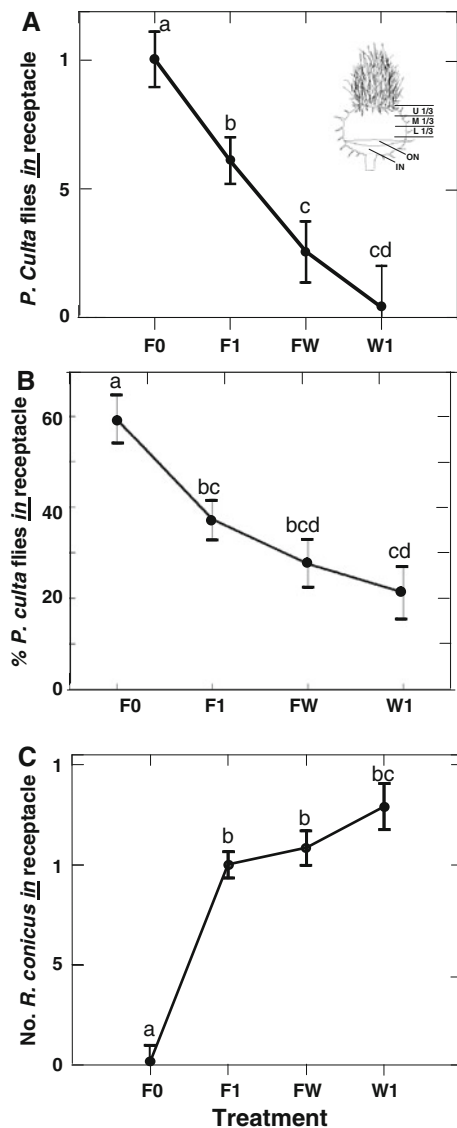 A
P. Culta flies in receptacle
1
5
0
a
b
c
cd
U 1/3
M 1/3
L 1/3
ON
IN
F0 F1 FW W1
B
% P. culta flies in receptacle
60
40
20
0
a
bc
bcd
cd
F0 F1 FW W1
C
No. R. conicus in receptacle
1
1
5
0
a
b
b
bc
F0 F1 FW W1
Treatment